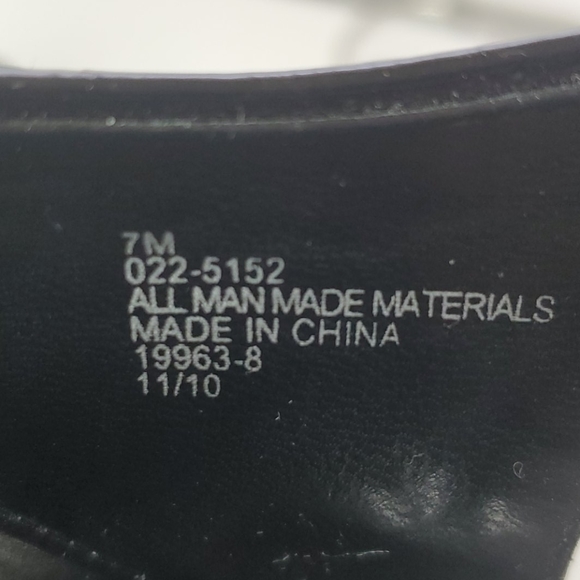 7M
022-5152
ALL MAN MADE MATERIALS
MADE IN CHINA
19963-8
11/10